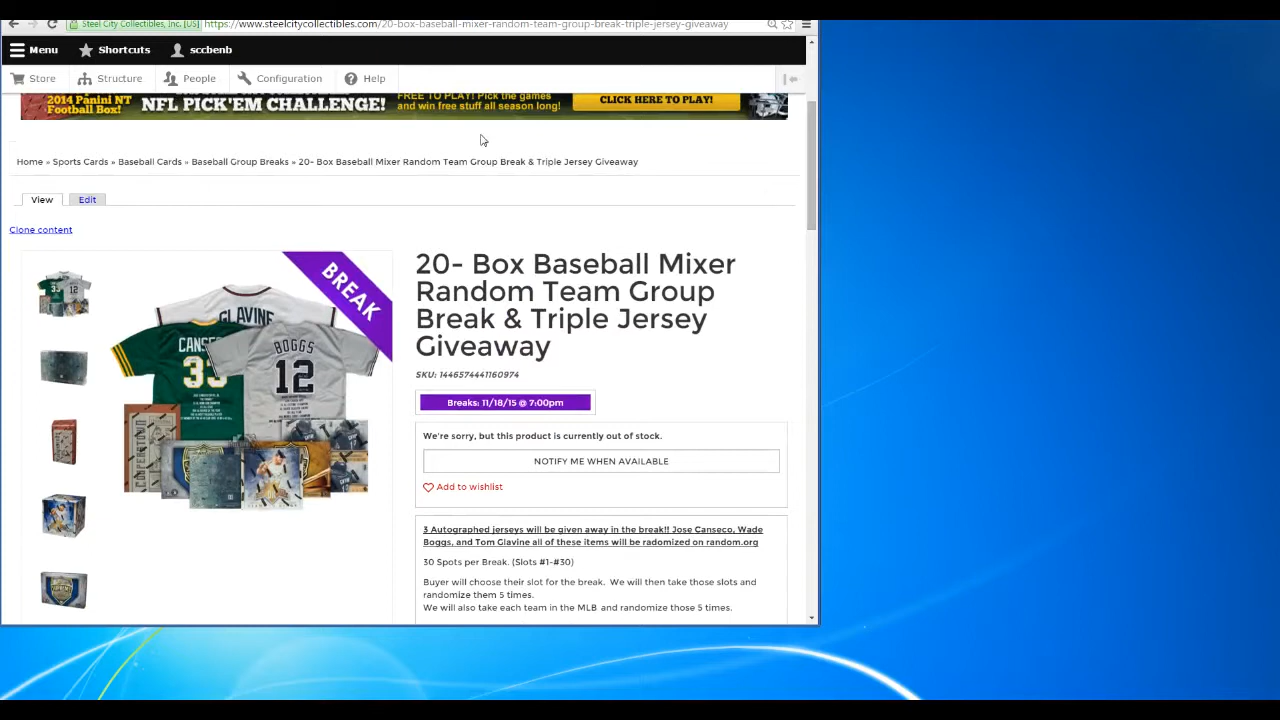 Steel City Collectibles, Inc. [US] https://www.steelcitycollectibles.com/20-box-baseball-mixer-random-team-group-break-triple-jersey-giveaway
Menu Shortcuts sccbenb
Store Structure People Configuration Help
2014 Panini NT
Football Box!
NFL PICK'EM CHALLENGE!
FREE TO PLAY! Pick the games
and win free stuff all season long!
CLICK HERE TO PLAY!
Home » Sports Cards » Baseball Cards » Baseball Group Breaks » 20- Box Baseball Mixer Random Team Group Break & Triple Jersey Giveaway
View Edit
Clone content
BREAK
GLAVINE
CANSE
33
BOGGS
12
COOPERSTOWN
20- Box Baseball Mixer
Random Team Group
Break & Triple Jersey
Giveaway
SKU: 1446574441160974
Breaks: 11/18/15 @ 7:00pm
We're sorry, but this product is currently out of stock.
NOTIFY ME WHEN AVAILABLE
Add to wishlist
3 Autographed jerseys will be given away in the break!! Jose Canseco, Wade
Boggs, and Tom Glavine all of these items will be radomized on random.org
30 Spots per Break. (Slots #1-#30)
Buyer will choose their slot for the break. We will then take those slots and
randomize them 5 times.
We will also take each team in the MLB and randomize those 5 times.